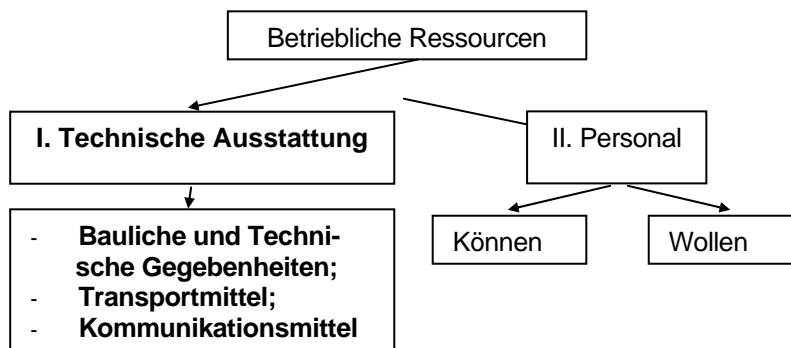 Betriebliche Ressourcen
I. Technische Ausstattung
II. Personal
- Bauliche und Techni-
sche Gegebenheiten;
- Transportmittel;
- Kommunikationsmittel
Können
Wollen